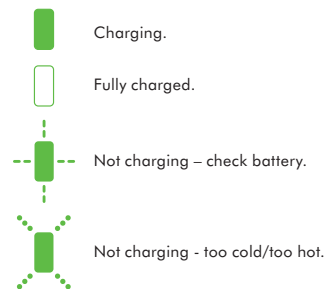 Charging.
Fully charged.
Not charging – check battery.
Not charging - too cold/too hot.